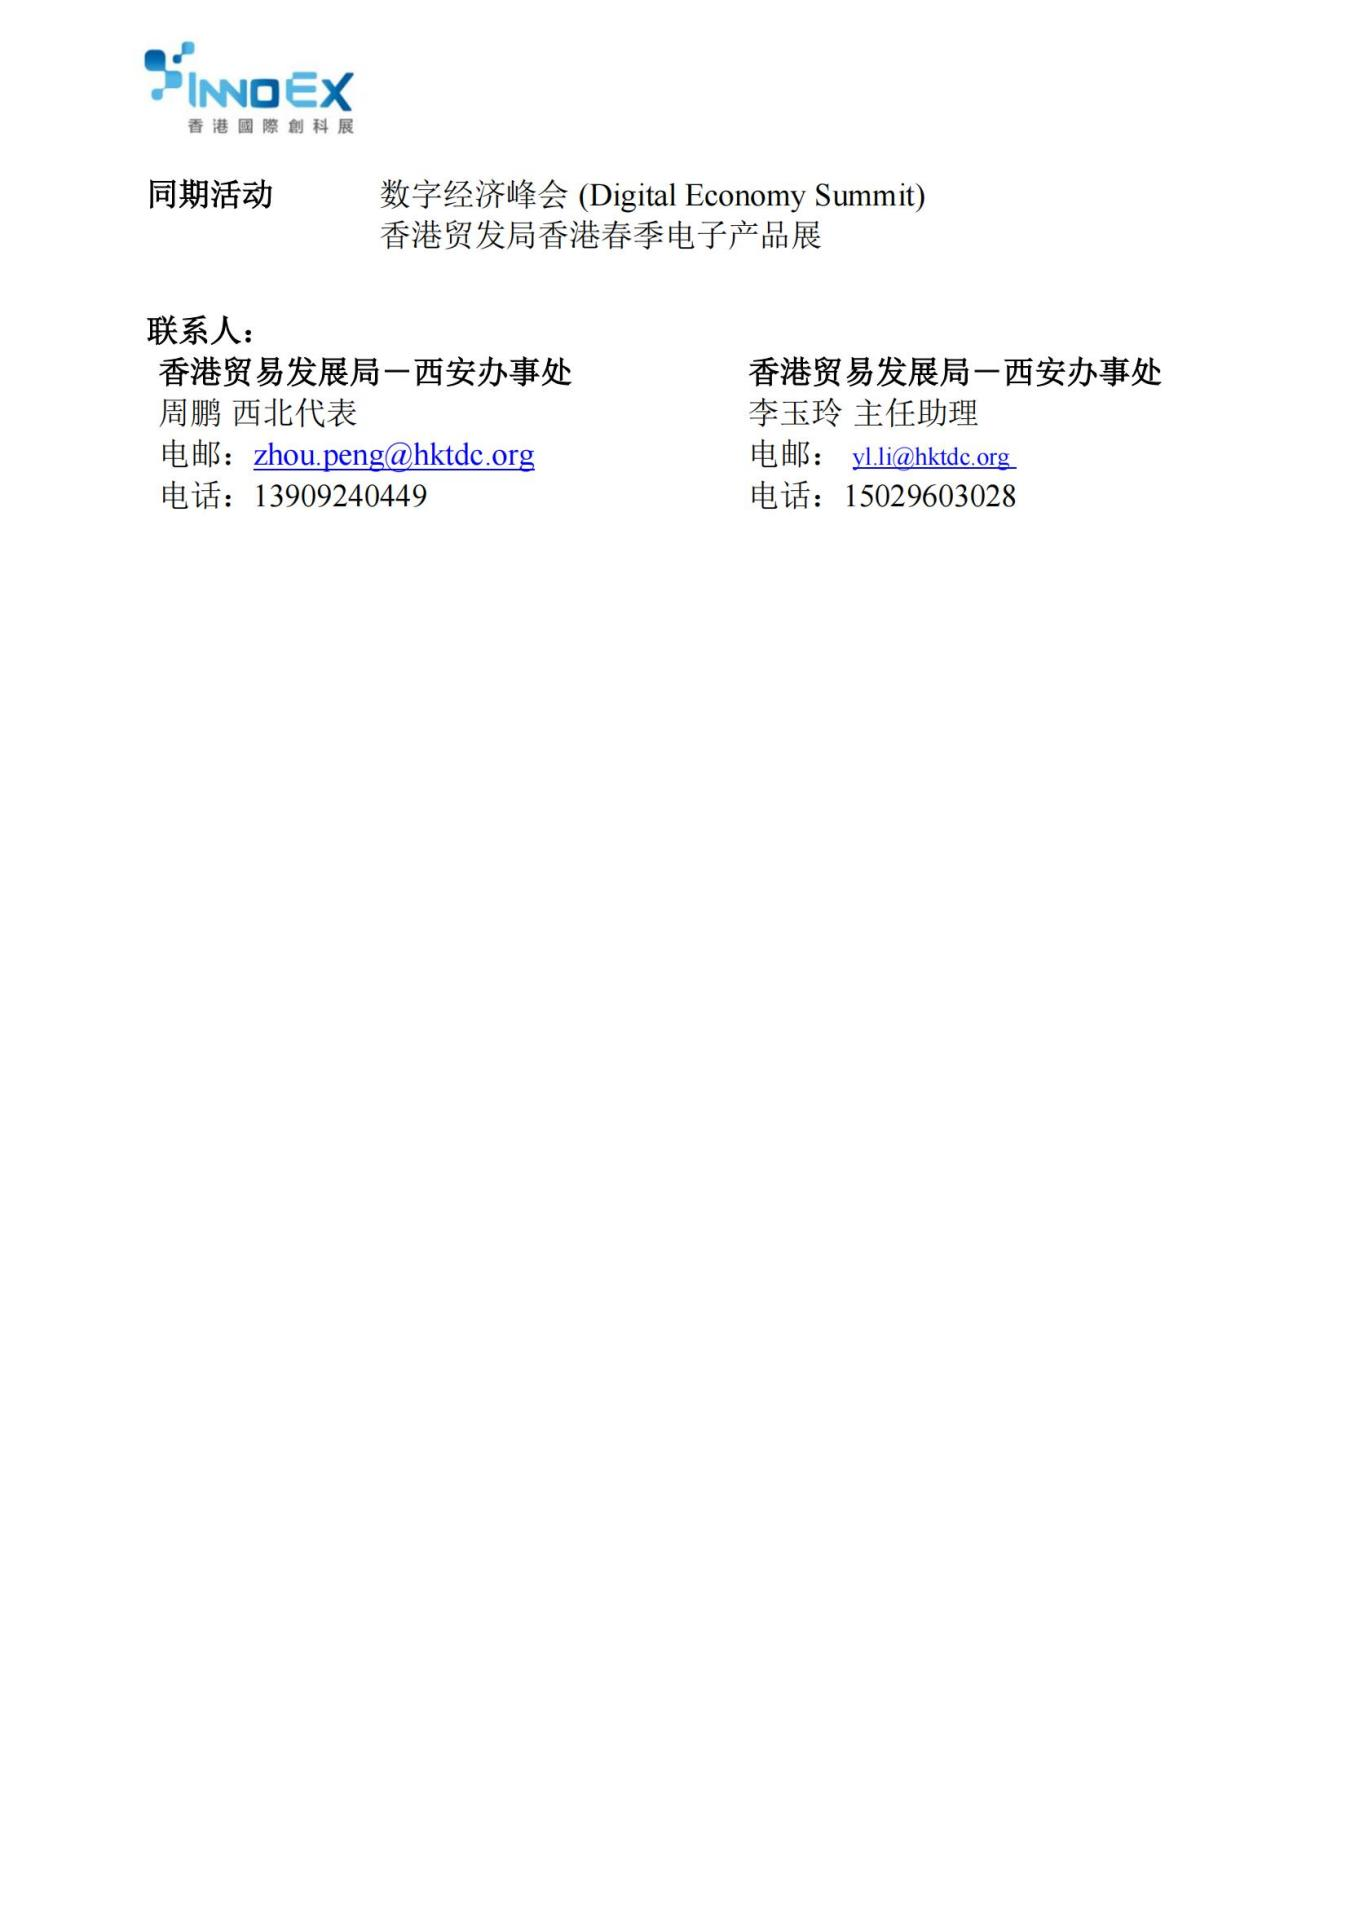 INNOEX
香港國際創科展
同期活动 数字经济峰会 (Digital Economy Summit)
香港贸发局香港春季电子产品展
联系人：
香港贸易发展局－西安办事处
周鹏 西北代表
电邮：zhou.peng@hktdc.org
电话：13909240449
香港贸易发展局－西安办事处
李玉玲 主任助理
电邮： yl.li@hktdc.org
电话：15029603028